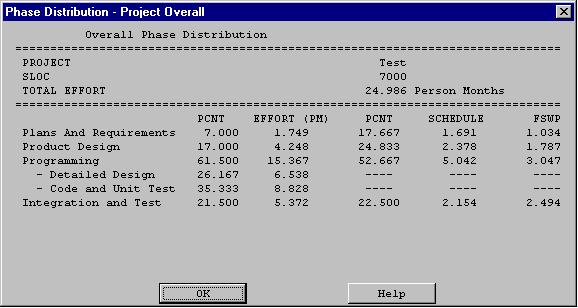 Phase Distribution - Project Overall
Overall Phase Distribution
================================================================================
PROJECT Test
SLOC 7000
TOTAL EFFORT 24.986 Person Months
================================================================================
PCNT EFFORT (PM) PCNT SCHEDULE FSWP
Plans And Requirements 7.000 1.749 17.667 1.691 1.034
Product Design 17.000 4.248 24.833 2.378 1.787
Programming 61.500 15.367 52.667 5.042 3.047
- Detailed Design 26.167 6.538 ---- ---- ----
- Code and Unit Test 35.333 8.828 ---- ---- ----
Integration and Test 21.500 5.372 22.500 2.154 2.494
OK Help